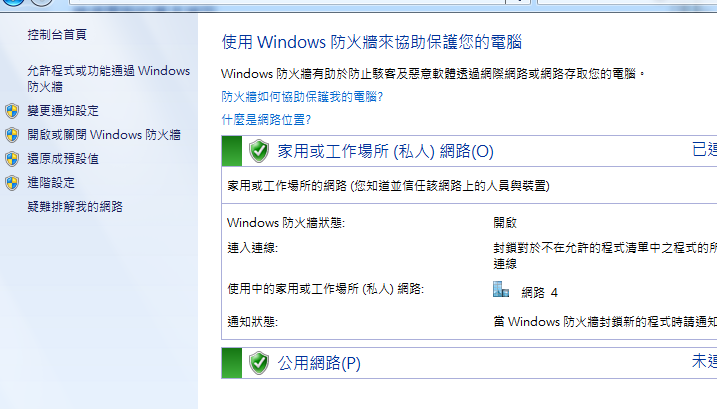 控制台首頁
允許程式或功能通過 Windows
防火牆
變更通知設定
開啟或關閉 Windows 防火牆
還原成預設值
進階設定
疑難排解我的網路
使用 Windows 防火牆來協助保護您的電腦
Windows 防火牆有助於防止駭客及惡意軟體透過網際網路或網路存取您的電腦。
防火牆如何協助保護我的電腦?
什麼是網路位置?
家用或工作場所 (私人) 網路(O) 已連
家用或工作場所的網路 (您知道並信任該網路上的人員與裝置)
Windows 防火牆狀態: 開啟
連入連線: 封鎖對於不在允許的程式清單中之程式的所
連線
使用中的家用或工作場所 (私人) 網路: 網路 4
通知狀態: 當 Windows 防火牆封鎖新的程式時請通知
公用網路(P) 未連